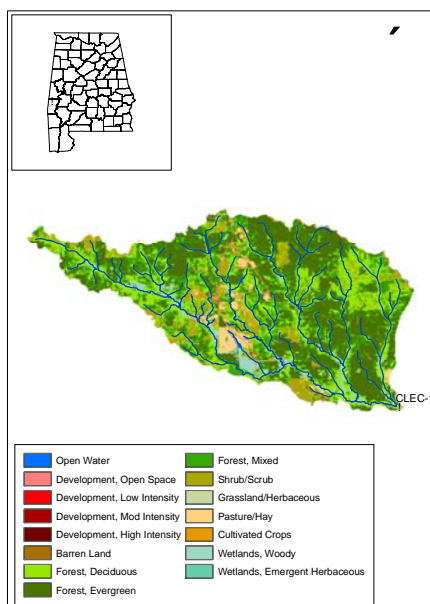 CLEC-1
Open Water
Development, Open Space
Development, Low Intensity
Development, Mod Intensity
Development, High Intensity
Barren Land
Forest, Deciduous
Forest, Evergreen
Forest, Mixed
Shrub/Scrub
Grassland/Herbaceous
Pasture/Hay
Cultivated Crops
Wetlands, Woody
Wetlands, Emergent Herbaceous